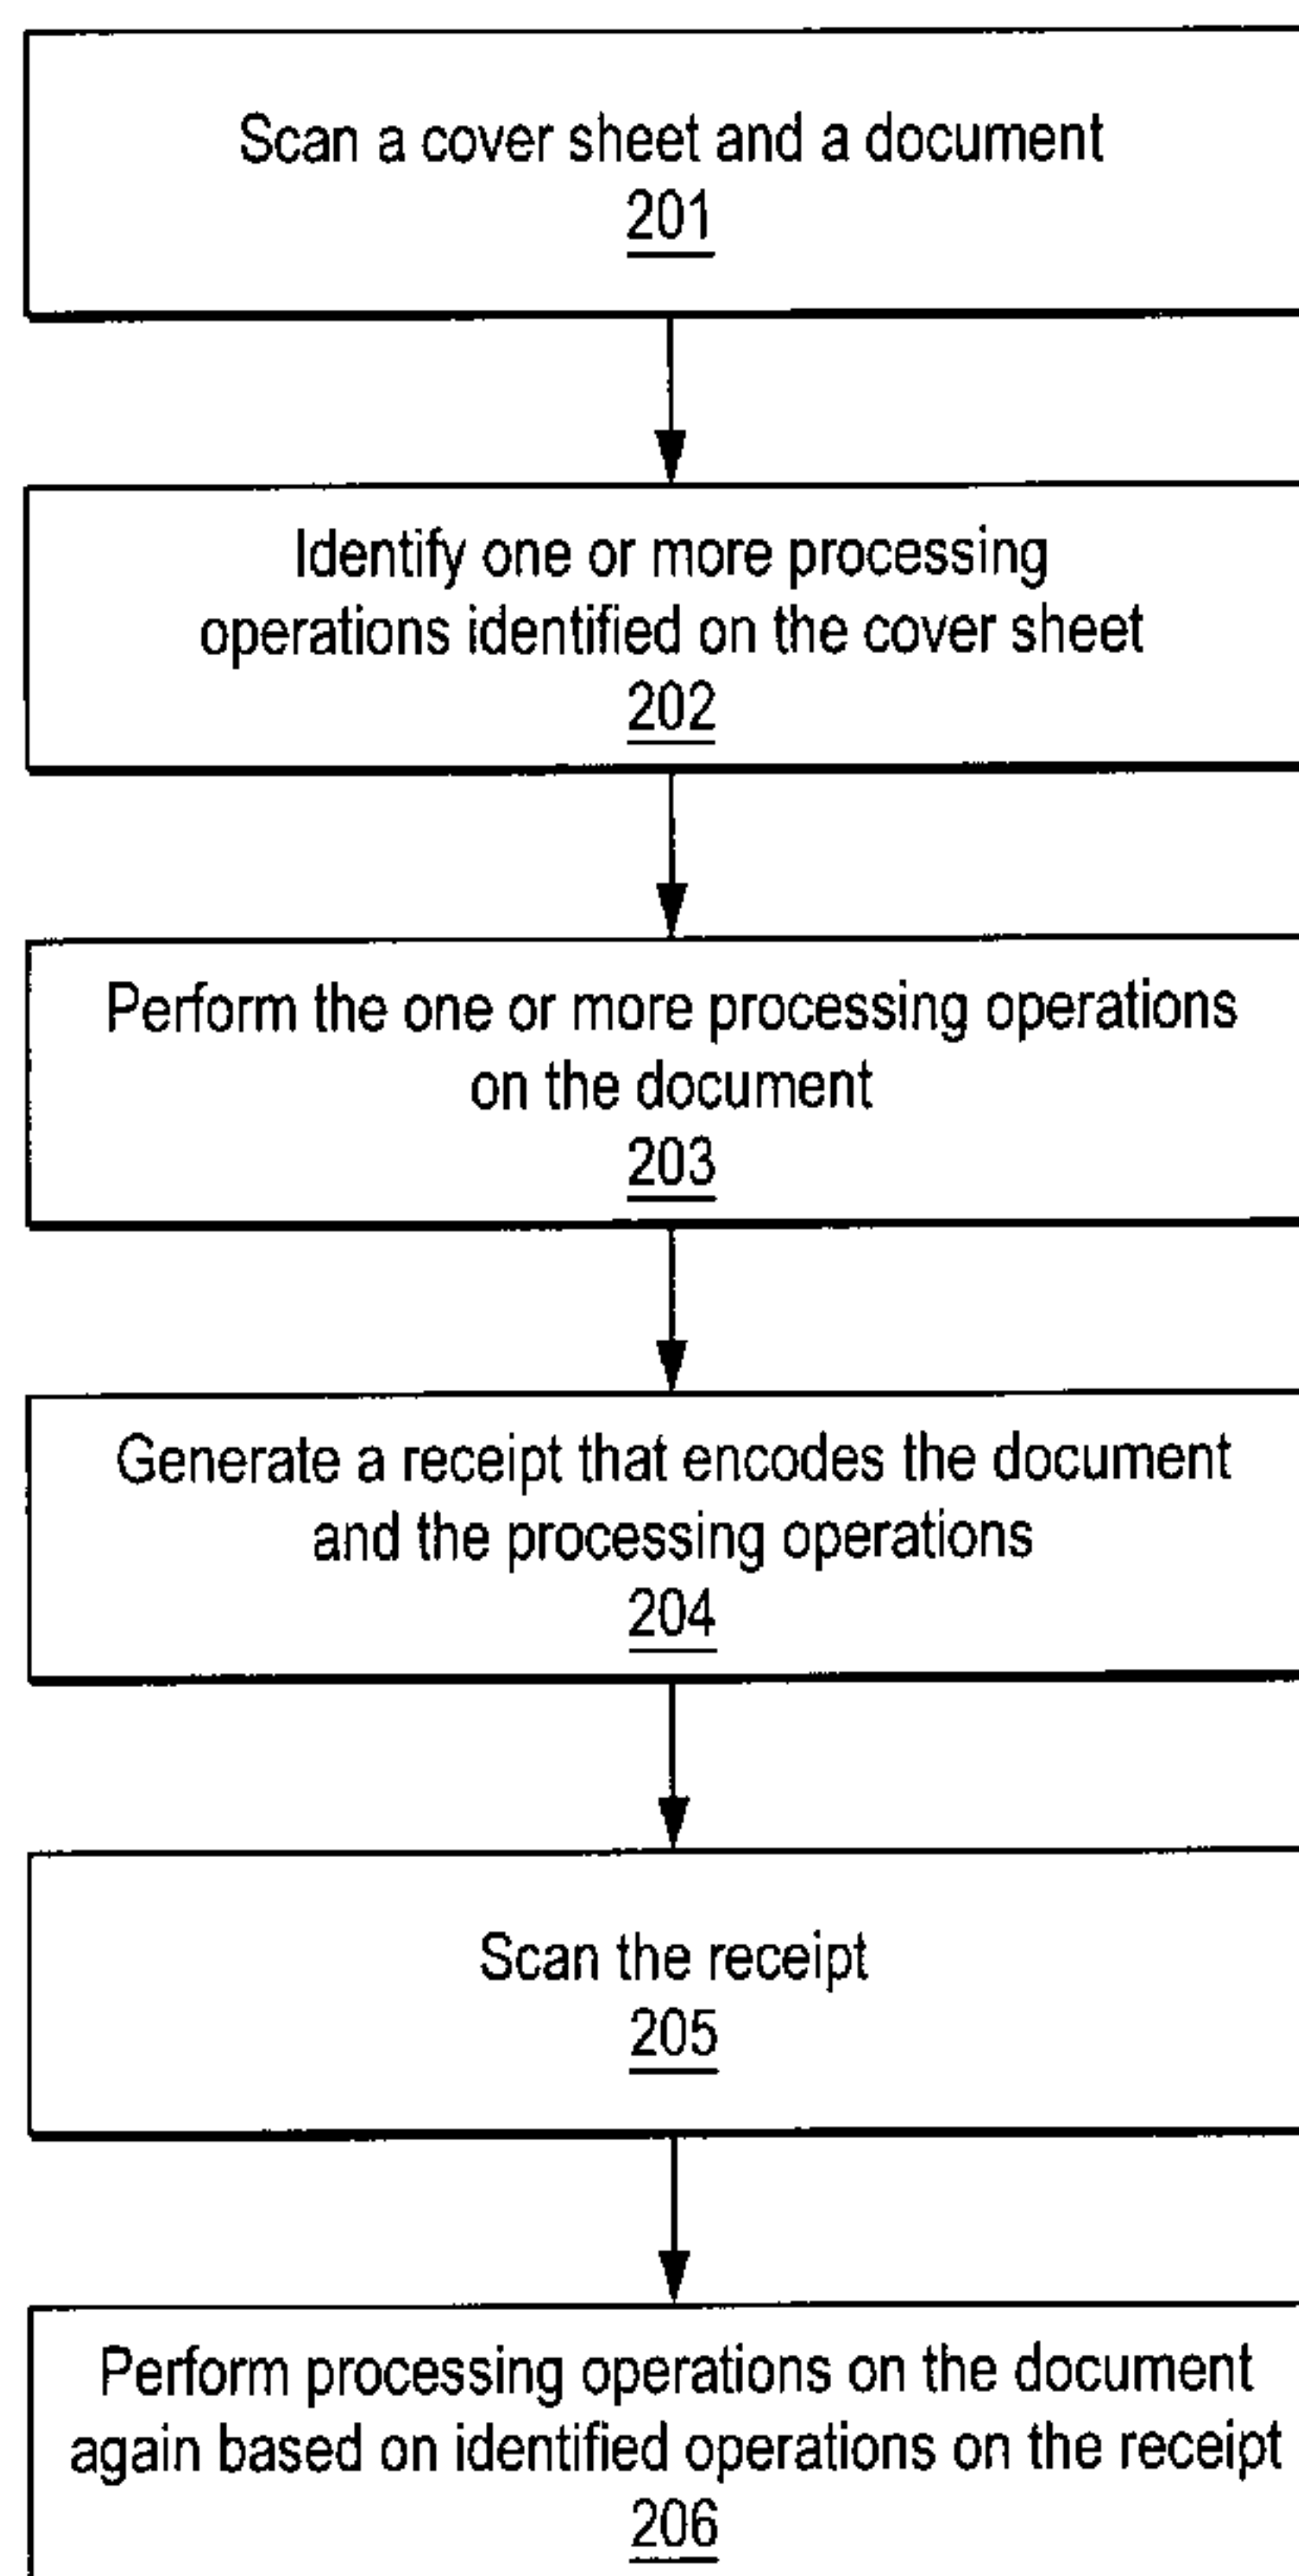 Scan a cover sheet and a document
201
Identify one or more processing
operations identified on the cover sheet
202
Perform the one or more processing operations
on the document
203
Generate a receipt that encodes the document
and the processing operations
204
Scan the receipt
205
Perform processing operations on the document
again based on identified operations on the receipt
206